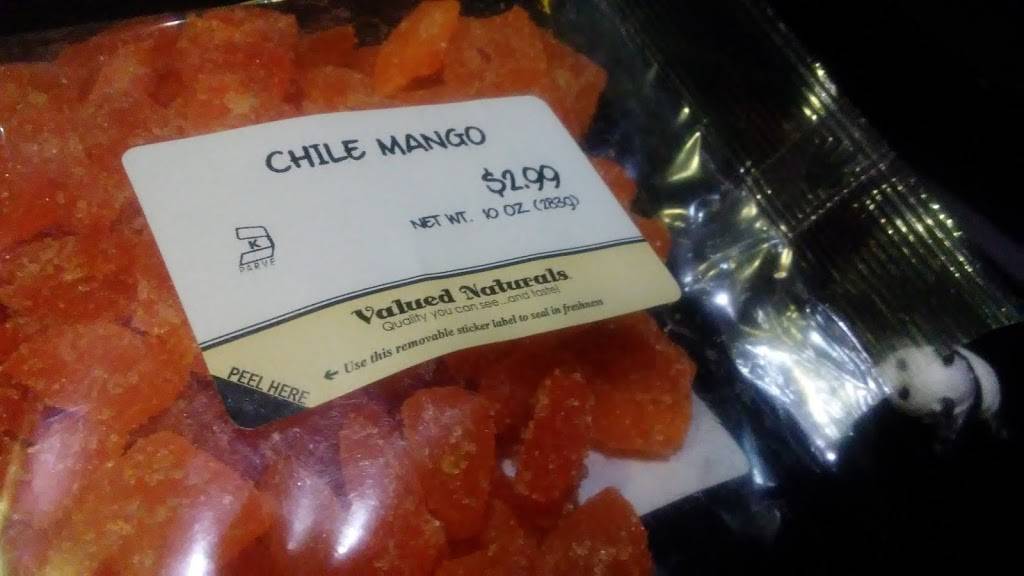 CHILE MANGO
$2.99
NET WT. 10 OZ (283g)
K
PARVE
Valued Naturals
Quality you can see ...and taste!
← Use this removable sticker label to seal in freshness
PEEL HERE